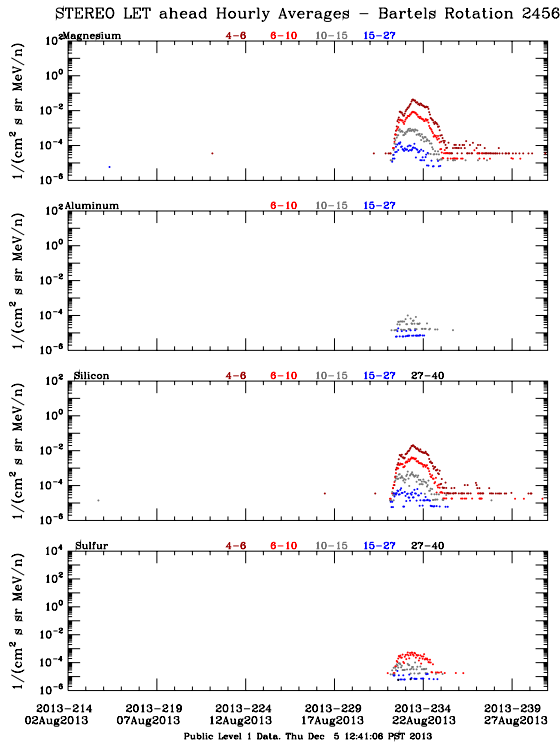 STEREO LET ahead Hourly Averages - Bartels Rotation 2456
Magnesium 4-6 6-10 10-15 15-27
10^2
10^0
10^-2
10^-4
10^-6
1/(cm^2 s sr MeV/n)
Aluminum 6-10 10-15 15-27
10^2
10^0
10^-2
10^-4
10^-6
1/(cm^2 s sr MeV/n)
Silicon 4-6 6-10 10-15 15-27 27-40
10^2
10^0
10^-2
10^-4
10^-6
1/(cm^2 s sr MeV/n)
Sulfur 4-6 6-10 10-15 15-27 27-40
10^4
10^2
10^0
10^-2
10^-4
10^-6
1/(cm^2 s sr MeV/n)
2013-214 2013-219 2013-224 2013-229 2013-234 2013-239
02Aug2013 07Aug2013 12Aug2013 17Aug2013 22Aug2013 27Aug2013
Public Level 1 Data. Thu Dec 5 12:41:06 PST 2013